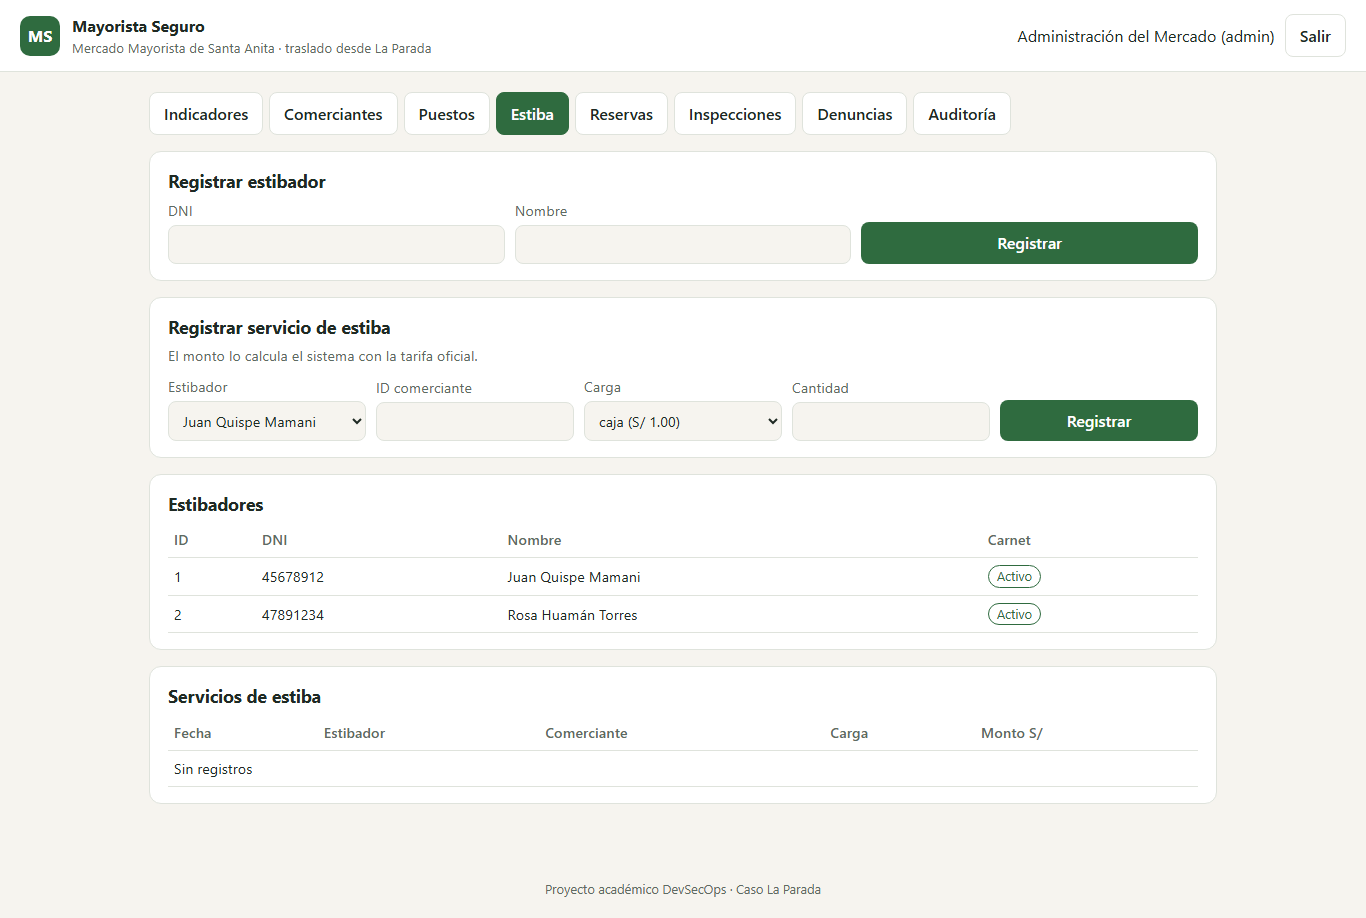 MS
Mayorista Seguro
Mercado Mayorista de Santa Anita · traslado desde La Parada
Administración del Mercado (admin)
Salir
Indicadores
Comerciantes
Puestos
Estiba
Reservas
Inspecciones
Denuncias
Auditoría
Registrar estibador
DNI
Nombre
Registrar
Registrar servicio de estiba
El monto lo calcula el sistema con la tarifa oficial.
Estibador
ID comerciante
Carga
Cantidad
Juan Quispe Mamani
caja (S/ 1.00)
Registrar
Estibadores
ID DNI Nombre Carnet
1 45678912 Juan Quispe Mamani Activo
2 47891234 Rosa Huamán Torres Activo
Servicios de estiba
Fecha Estibador Comerciante Carga Monto S/
Sin registros
Proyecto académico DevSecOps · Caso La Parada